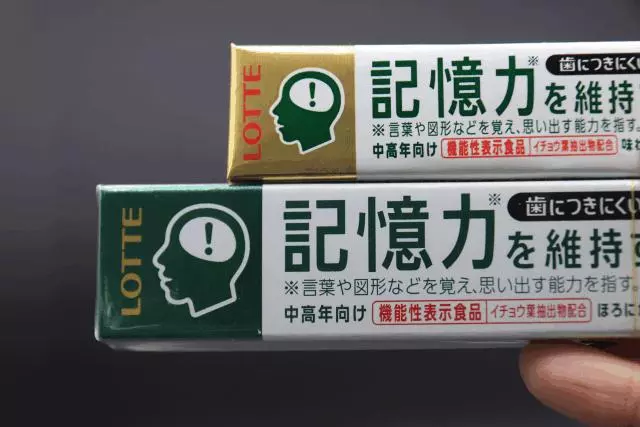 LOTTE
!
歯につきにくい
記憶力※を維持す
※言葉や図形などを覚え、思い出す能力を指す。
中高年向け 機能性表示食品 イチョウ葉抽出物配合 味わ
LOTTE
!
歯につきにくい
記憶力※を維持す
※言葉や図形などを覚え、思い出す能力を指す。
中高年向け 機能性表示食品 イチョウ葉抽出物配合 ほろに